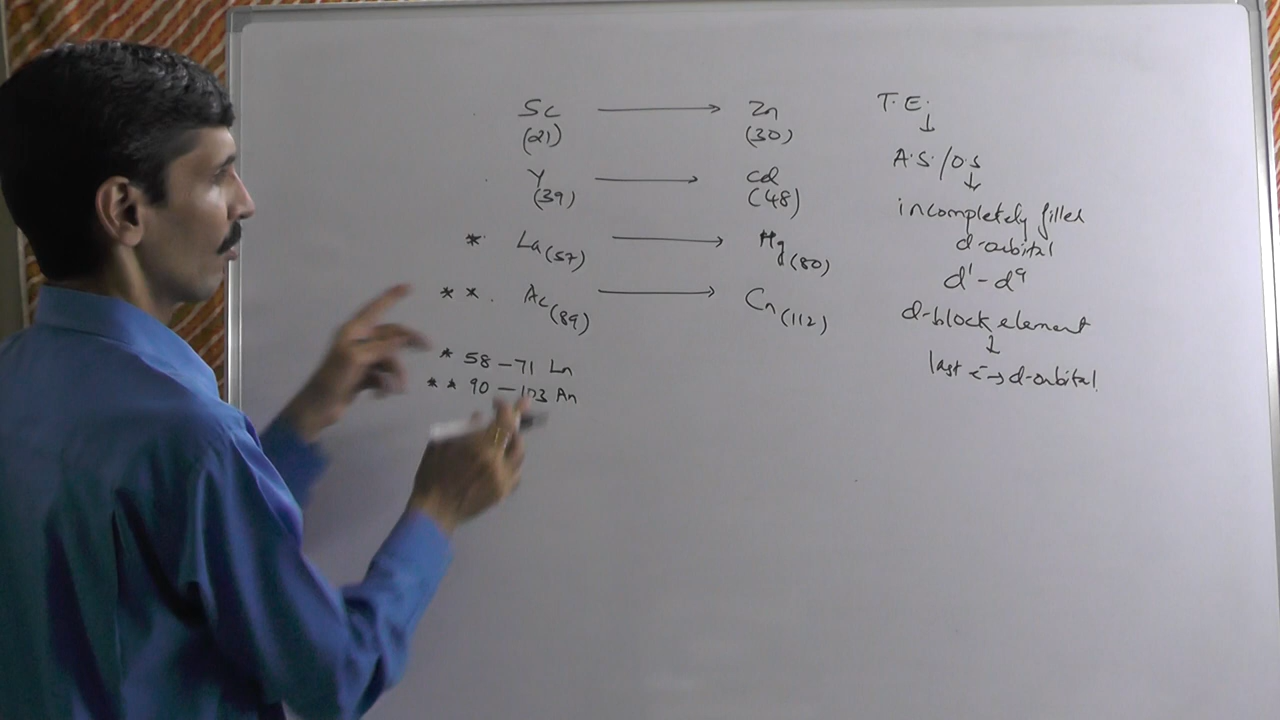 Sc → Zn
(21) (30)
Y → Cd
(39) (48)
* La(57) → Hg(80)
* *. Ac(89) → Cn(112)
* 58 – 71 Ln
* * 90 – 103 An
T.E.
↓
A.S./O.S
↓
incompletely filled
d-orbital
d¹ - d⁹
d-block element
↓
last e⁻ → d-orbital.